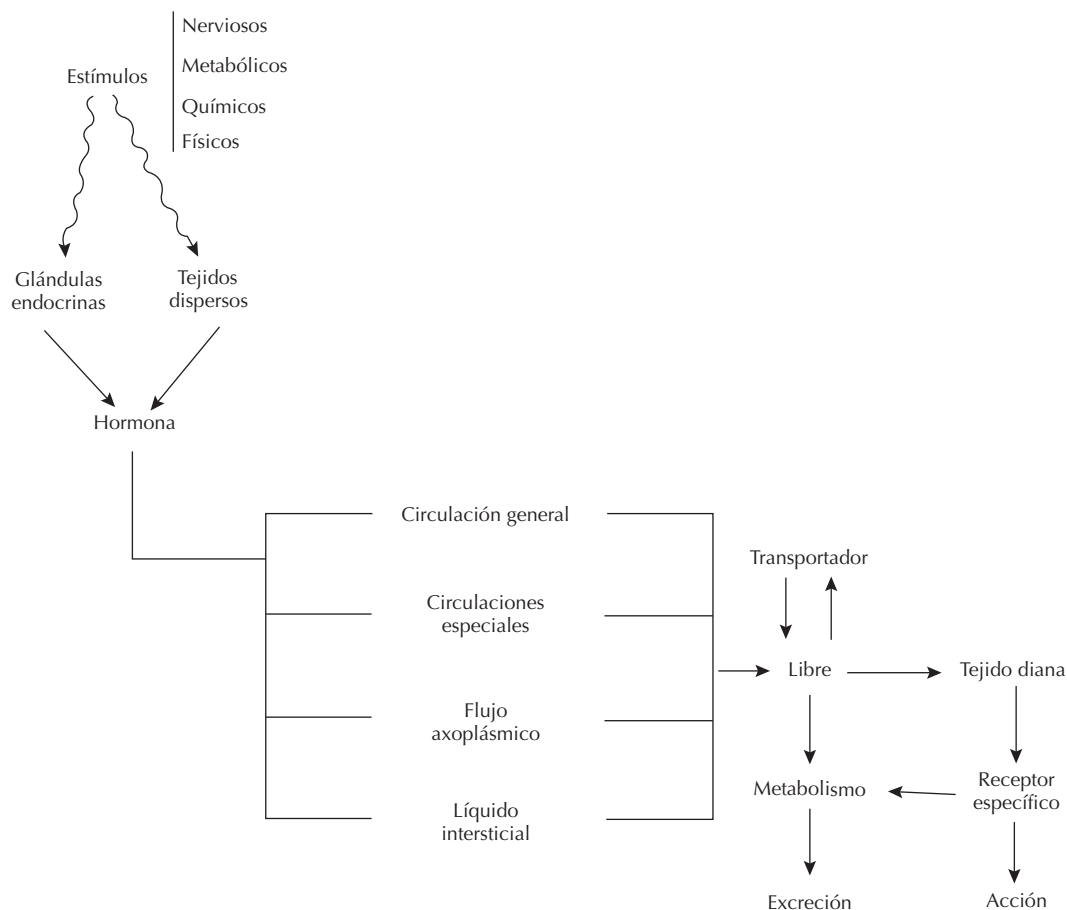 Nerviosos
Estímulos
Metabólicos
Químicos
Físicos
Glándulas
endocrinas
Tejidos
dispersos
Hormona
Circulación general
Circulaciones
especiales
Flujo
axoplásmico
Líquido
intersticial
Transportador
Libre
Tejido diana
Metabolismo
Receptor
específico
Excreción
Acción